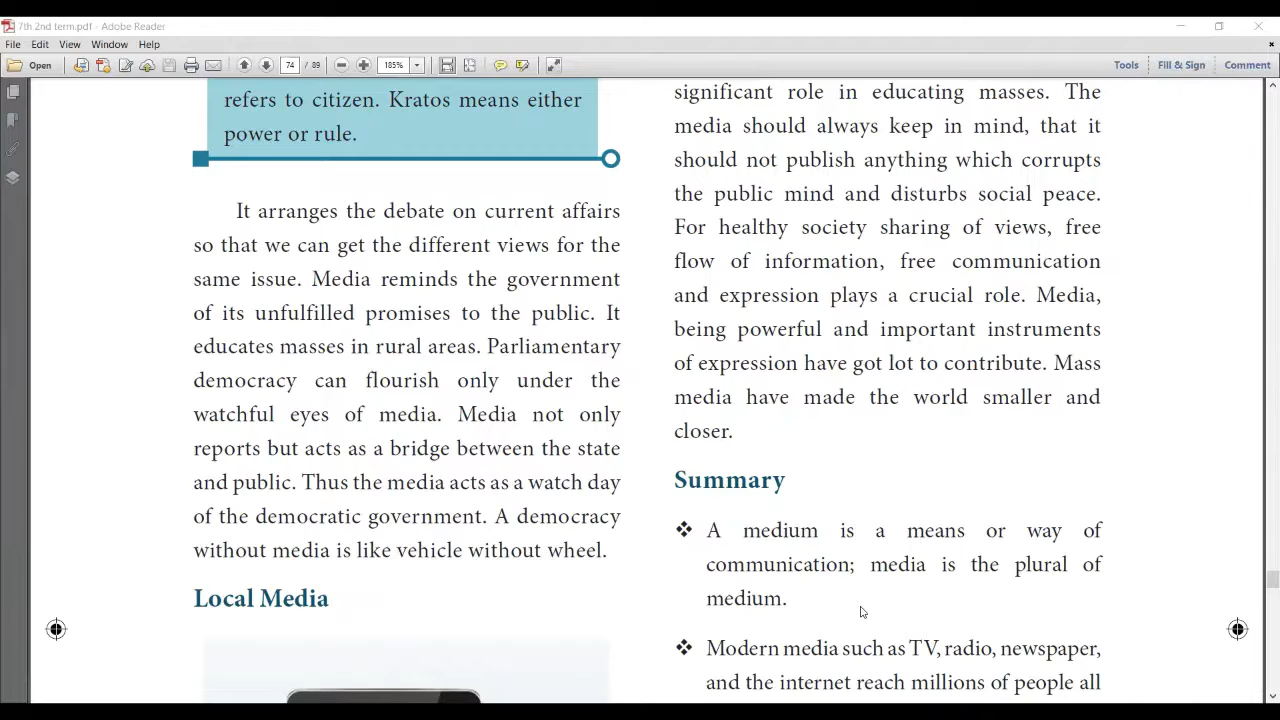 7th 2nd term.pdf - Adobe Reader
File Edit View Window Help
Open 74 / 89 185% Tools Fill & Sign Comment
refers to citizen. Kratos means either
power or rule.
It arranges the debate on current affairs
so that we can get the different views for the
same issue. Media reminds the government
of its unfulfilled promises to the public. It
educates masses in rural areas. Parliamentary
democracy can flourish only under the
watchful eyes of media. Media not only
reports but acts as a bridge between the state
and public. Thus the media acts as a watch day
of the democratic government. A democracy
without media is like vehicle without wheel.
Local Media
significant role in educating masses. The
media should always keep in mind, that it
should not publish anything which corrupts
the public mind and disturbs social peace.
For healthy society sharing of views, free
flow of information, free communication
and expression plays a crucial role. Media,
being powerful and important instruments
of expression have got lot to contribute. Mass
media have made the world smaller and
closer.
Summary
❖ A medium is a means or way of
communication; media is the plural of
medium.
❖ Modern media such as TV, radio, newspaper,
and the internet reach millions of people all